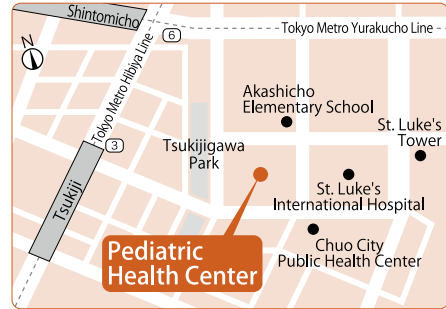 Shintomicho
Tokyo Metro Yurakucho Line
N
6
Tokyo Metro Hibiya Line
3
Tsukiji
Akashicho
Elementary School
St. Luke's
Tower
Tsukijigawa
Park
St. Luke's
International Hospital
Chuo City
Public Health Center
Pediatric
Health Center